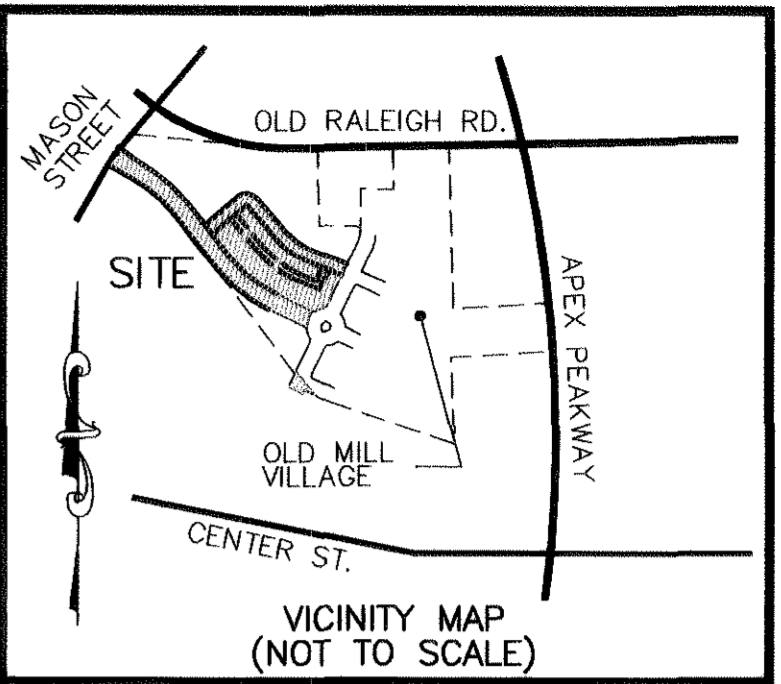 MASON
STREET
OLD RALEIGH RD.
SITE
APEX PEAKWAY
OLD MILL
VILLAGE
CENTER ST.
VICINITY MAP
(NOT TO SCALE)